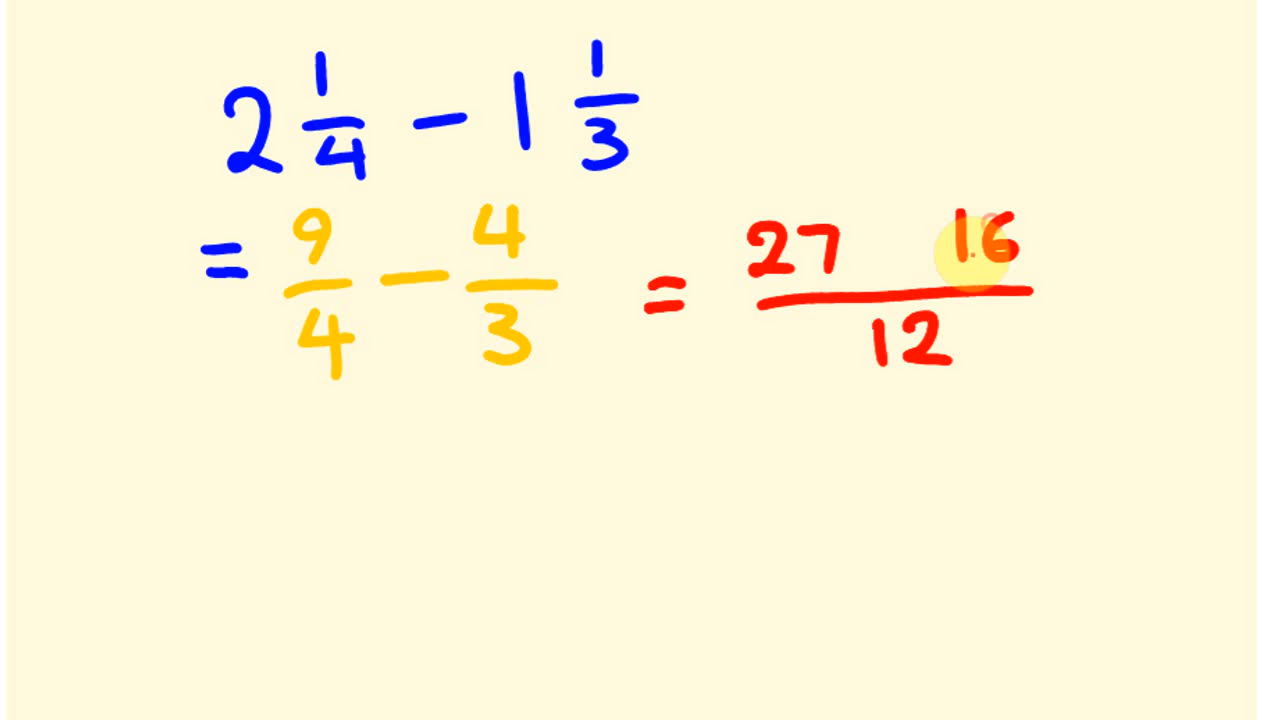 2 1/4 - 1 1/3
= 9/4 - 4/3 = 27 16/12